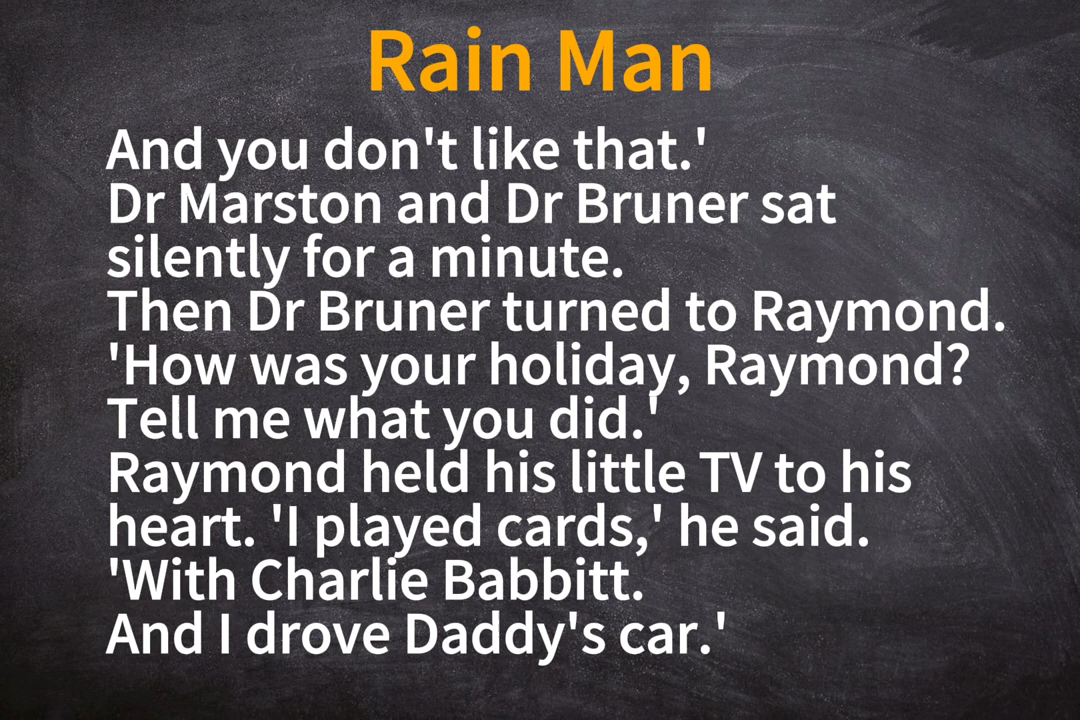 Rain Man
And you don't like that.'
Dr Marston and Dr Bruner sat
silently for a minute.
Then Dr Bruner turned to Raymond.
'How was your holiday, Raymond?
Tell me what you did.'
Raymond held his little TV to his
heart. 'I played cards,' he said.
'With Charlie Babbitt.
And I drove Daddy's car.'